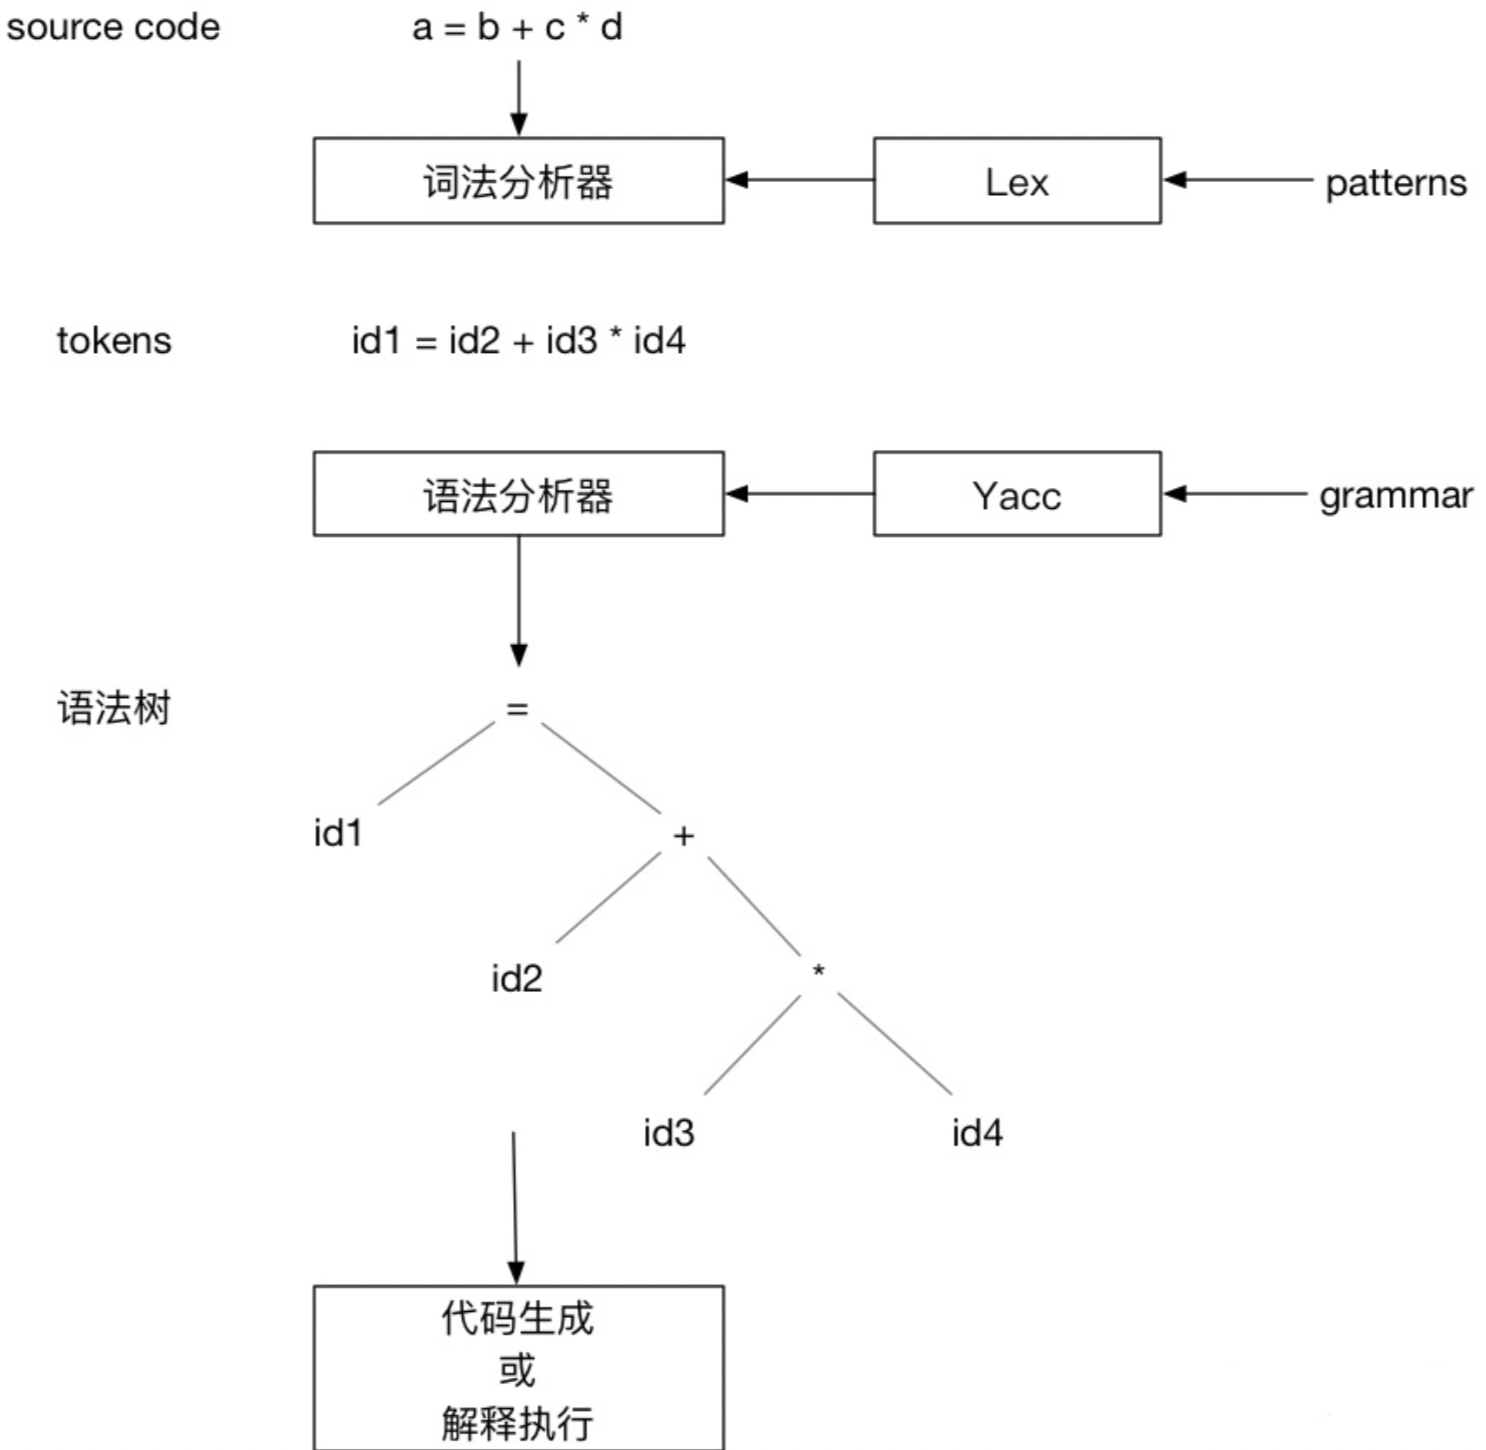 source code
a = b + c * d
词法分析器
Lex
patterns
tokens
id1 = id2 + id3 * id4
语法分析器
Yacc
grammar
语法树
=
id1
+
id2
*
id3
id4
代码生成
或
解释执行